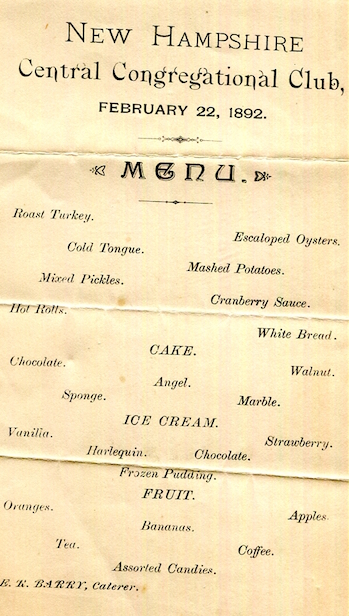 NEW HAMPSHIRE
Central Congregational Club,
FEBRUARY 22, 1892.
MENU.
Roast Turkey.
Escaloped Oysters.
Cold Tongue.
Mashed Potatoes.
Mixed Pickles.
Cranberry Sauce.
Hot Rolls.
White Bread.
CAKE.
Chocolate.
Walnut.
Angel.
Sponge.
Marble.
ICE CREAM.
Vanilla.
Strawberry.
Harlequin.
Chocolate.
Frozen Pudding.
FRUIT.
Oranges.
Apples
Bananas.
Tea.
Coffee.
Assorted Candies.
E. K. BARRY, Caterer.